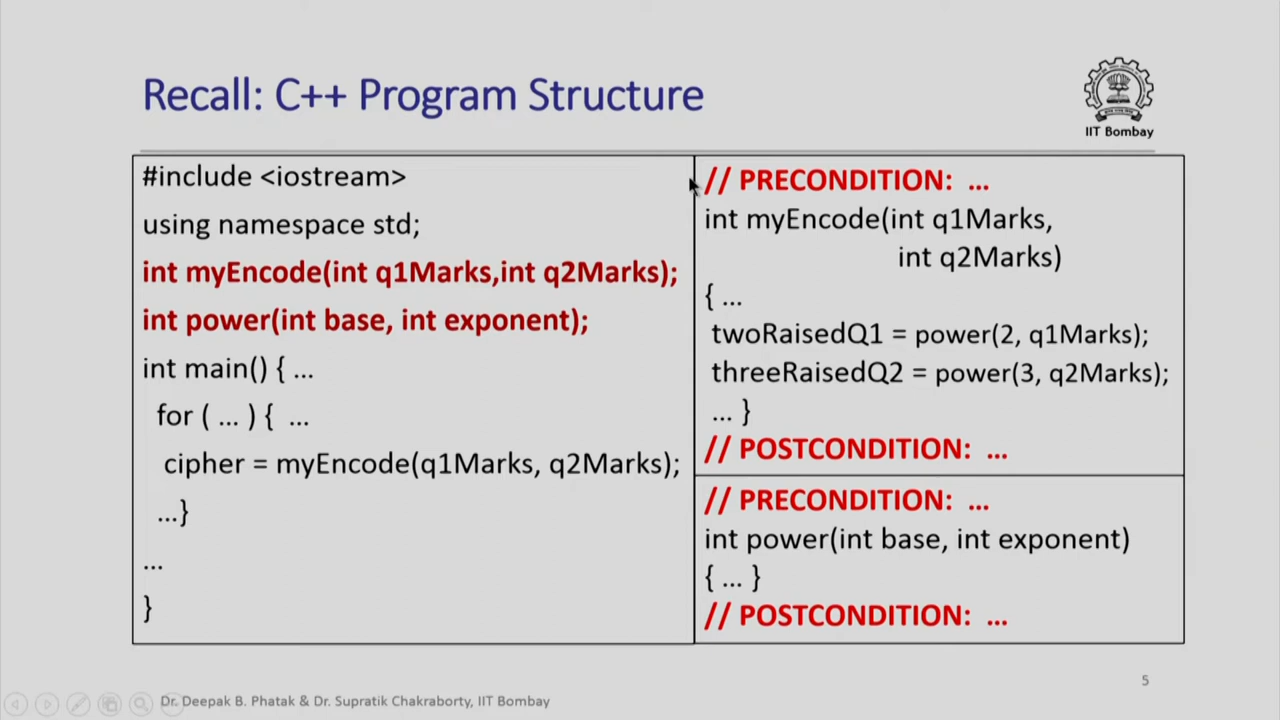 Recall: C++ Program Structure
IIT Bombay
#include <iostream>
using namespace std;
int myEncode(int q1Marks,int q2Marks);
int power(int base, int exponent);
int main() { ...
for ( ... ) { ...
cipher = myEncode(q1Marks, q2Marks);
...}
...
}
// PRECONDITION: ...
int myEncode(int q1Marks,
int q2Marks)
{ ...
twoRaisedQ1 = power(2, q1Marks);
threeRaisedQ2 = power(3, q2Marks);
... }
// POSTCONDITION: ...
// PRECONDITION: ...
int power(int base, int exponent)
{ ... }
// POSTCONDITION: ...
Dr. Deepak B. Phatak & Dr. Supratik Chakraborty, IIT Bombay
5